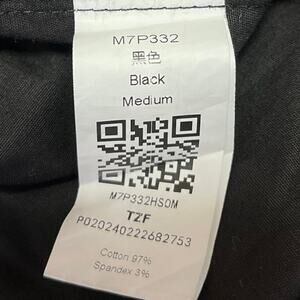 M7P332
黑色
Black
Medium
M7P332HS0M
TZF
P020240222682753
Cotton 97%
Spandex 3%